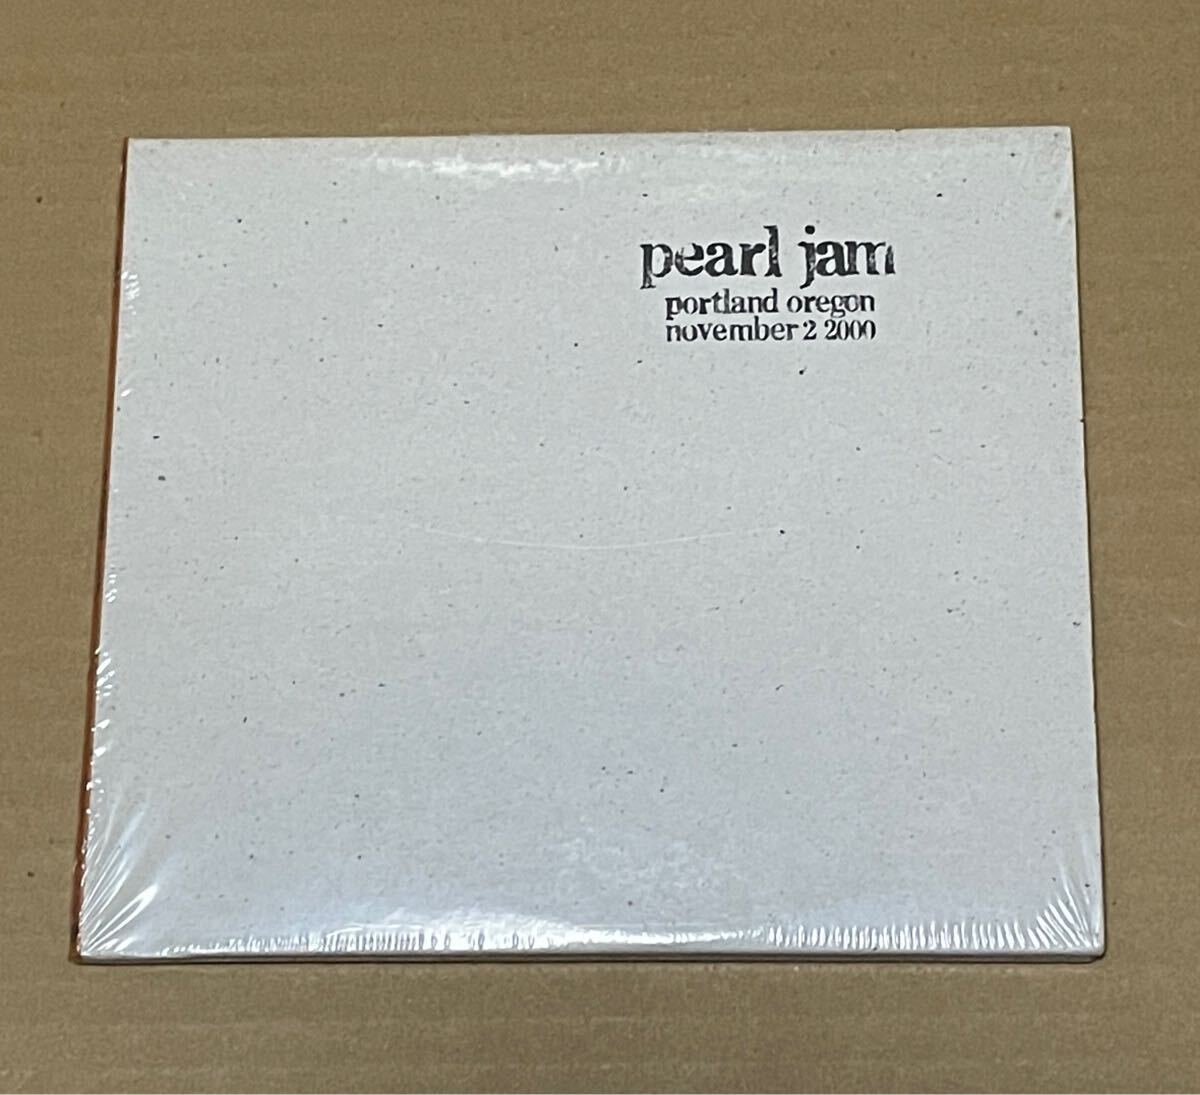 pearl jam
portland oregon
november 2 2000